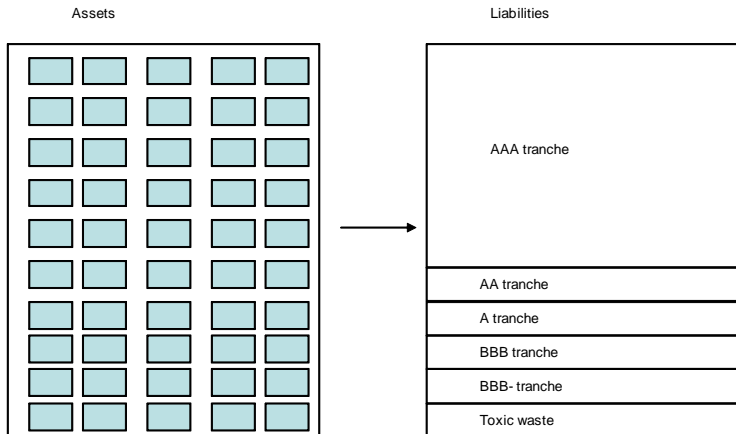 Assets
Liabilities
AAA tranche
AA tranche
A tranche
BBB tranche
BBB- tranche
Toxic waste